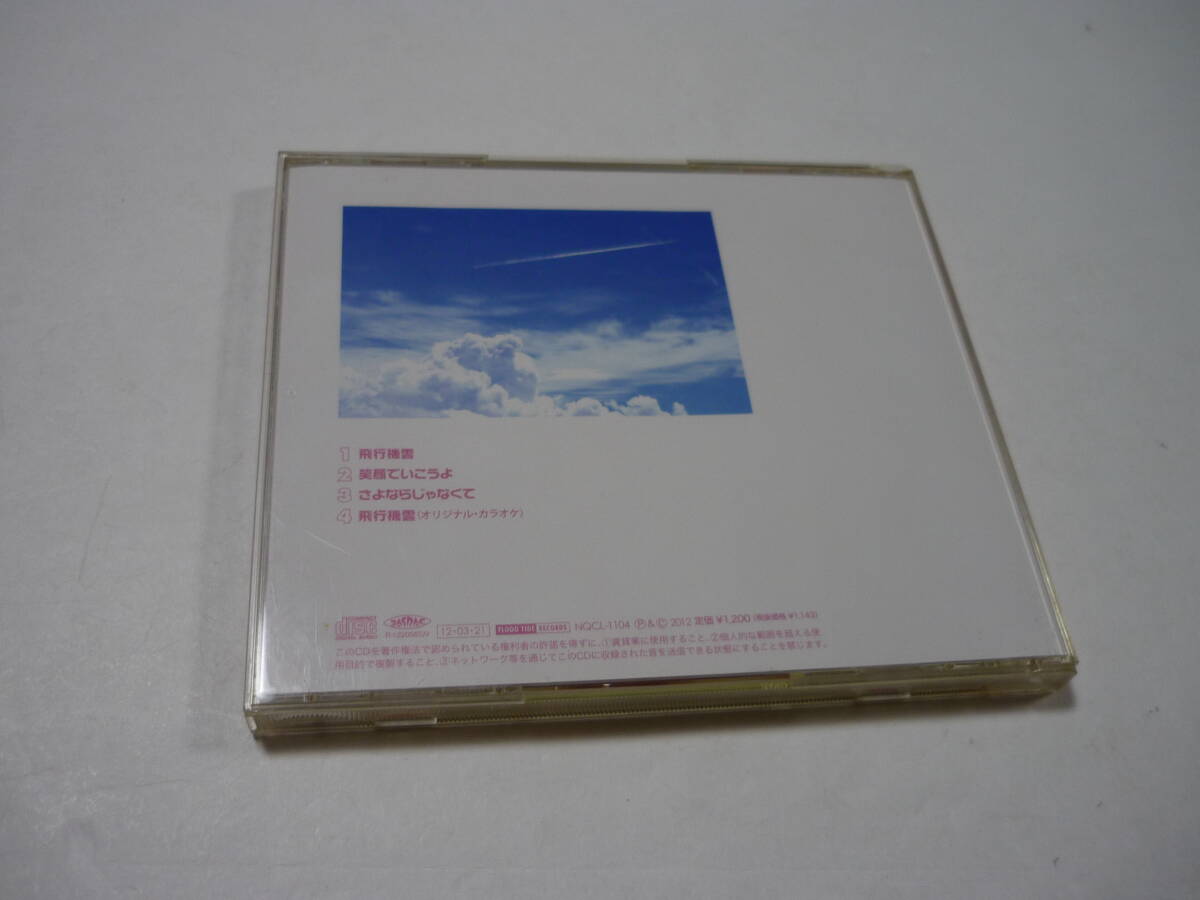 1 飛行機雲
2 笑顔でいこうよ
3 さよならじゃなくて
4 飛行機雲(オリジナル・カラオケ)
disc 12・03・21 FLOOD TIDE RECORDS NQCL-1104 Ⓟ&Ⓒ 2012 定価 ¥1,200 (税抜価格 ¥1,143)
このCDを著作権法で認められている権利者の許諾を得ずに、①賃貸業に使用すること、②個人的な範囲を超える使
用目的で複製すること、③ネットワーク等を通じてこのCDに収録された音を送信できる状態にすることを禁じます。